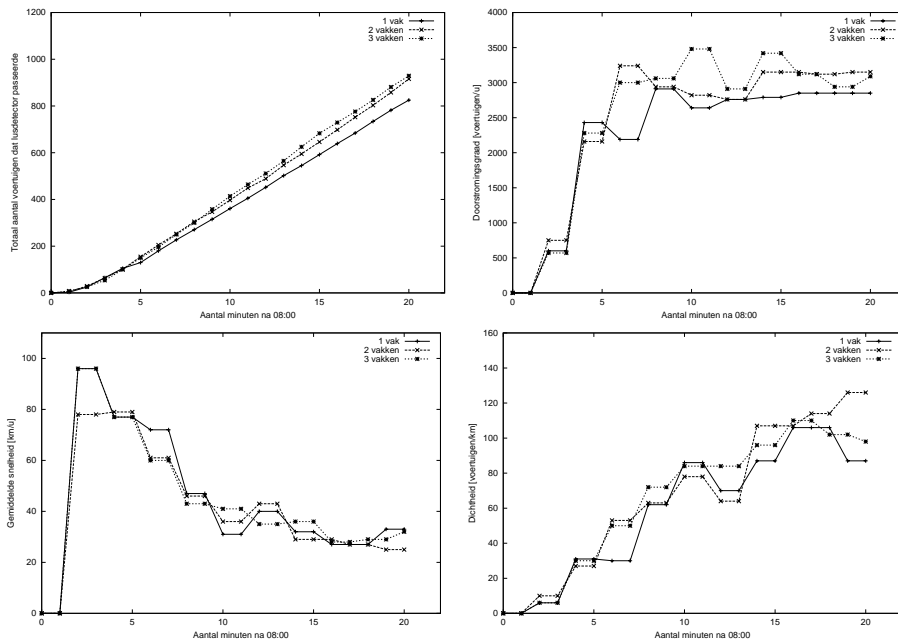 1200
1000
800
600
400
200
0
0 5 10 15 20
Totaal aantal voertuigen dat lusdetector passeerde
Aantal minuten na 08:00
1 vak
2 vakken
3 vakken
4000
3500
3000
2500
2000
1500
1000
500
0
0 5 10 15 20
Doorstromingsgraad [voertuigen/u]
Aantal minuten na 08:00
1 vak
2 vakken
3 vakken
100
80
60
40
20
0
0 5 10 15 20
Gemiddelde snelheid [km/u]
Aantal minuten na 08:00
1 vak
2 vakken
3 vakken
160
140
120
100
80
60
40
20
0
0 5 10 15 20
Dichtheid [voertuigen/km]
Aantal minuten na 08:00
1 vak
2 vakken
3 vakken